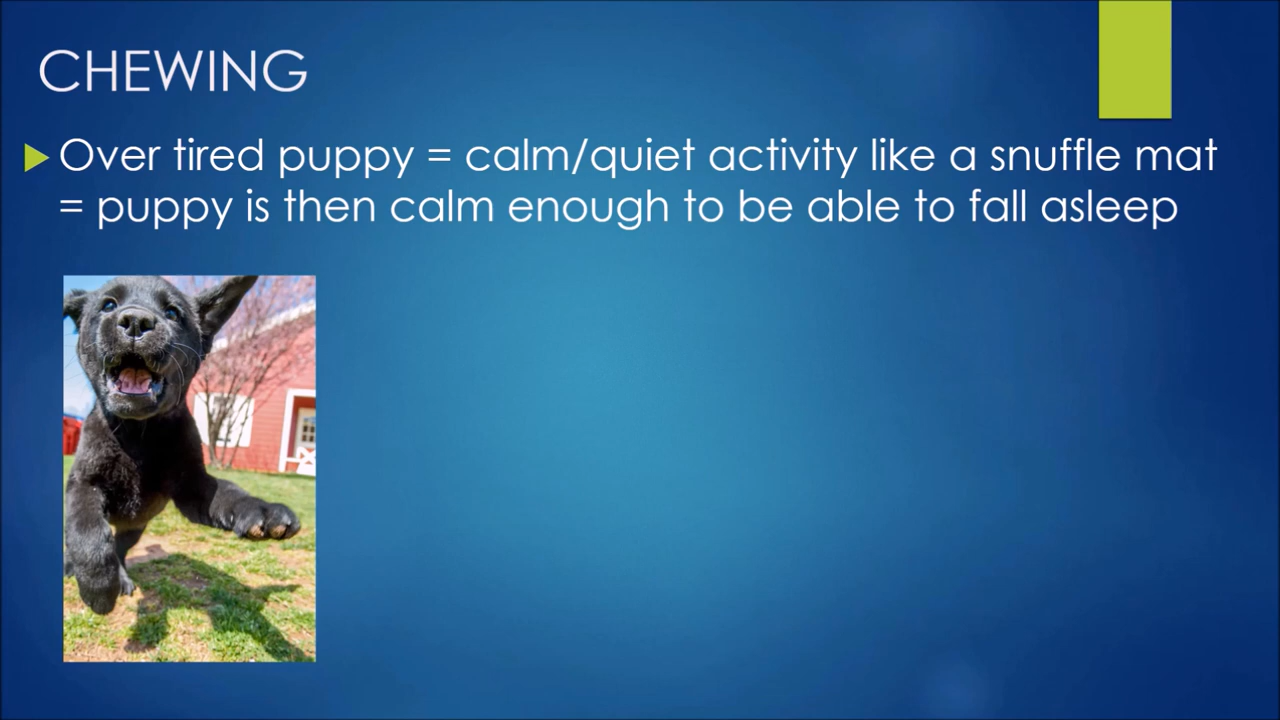 CHEWING
Over tired puppy = calm/quiet activity like a snuffle mat
= puppy is then calm enough to be able to fall asleep